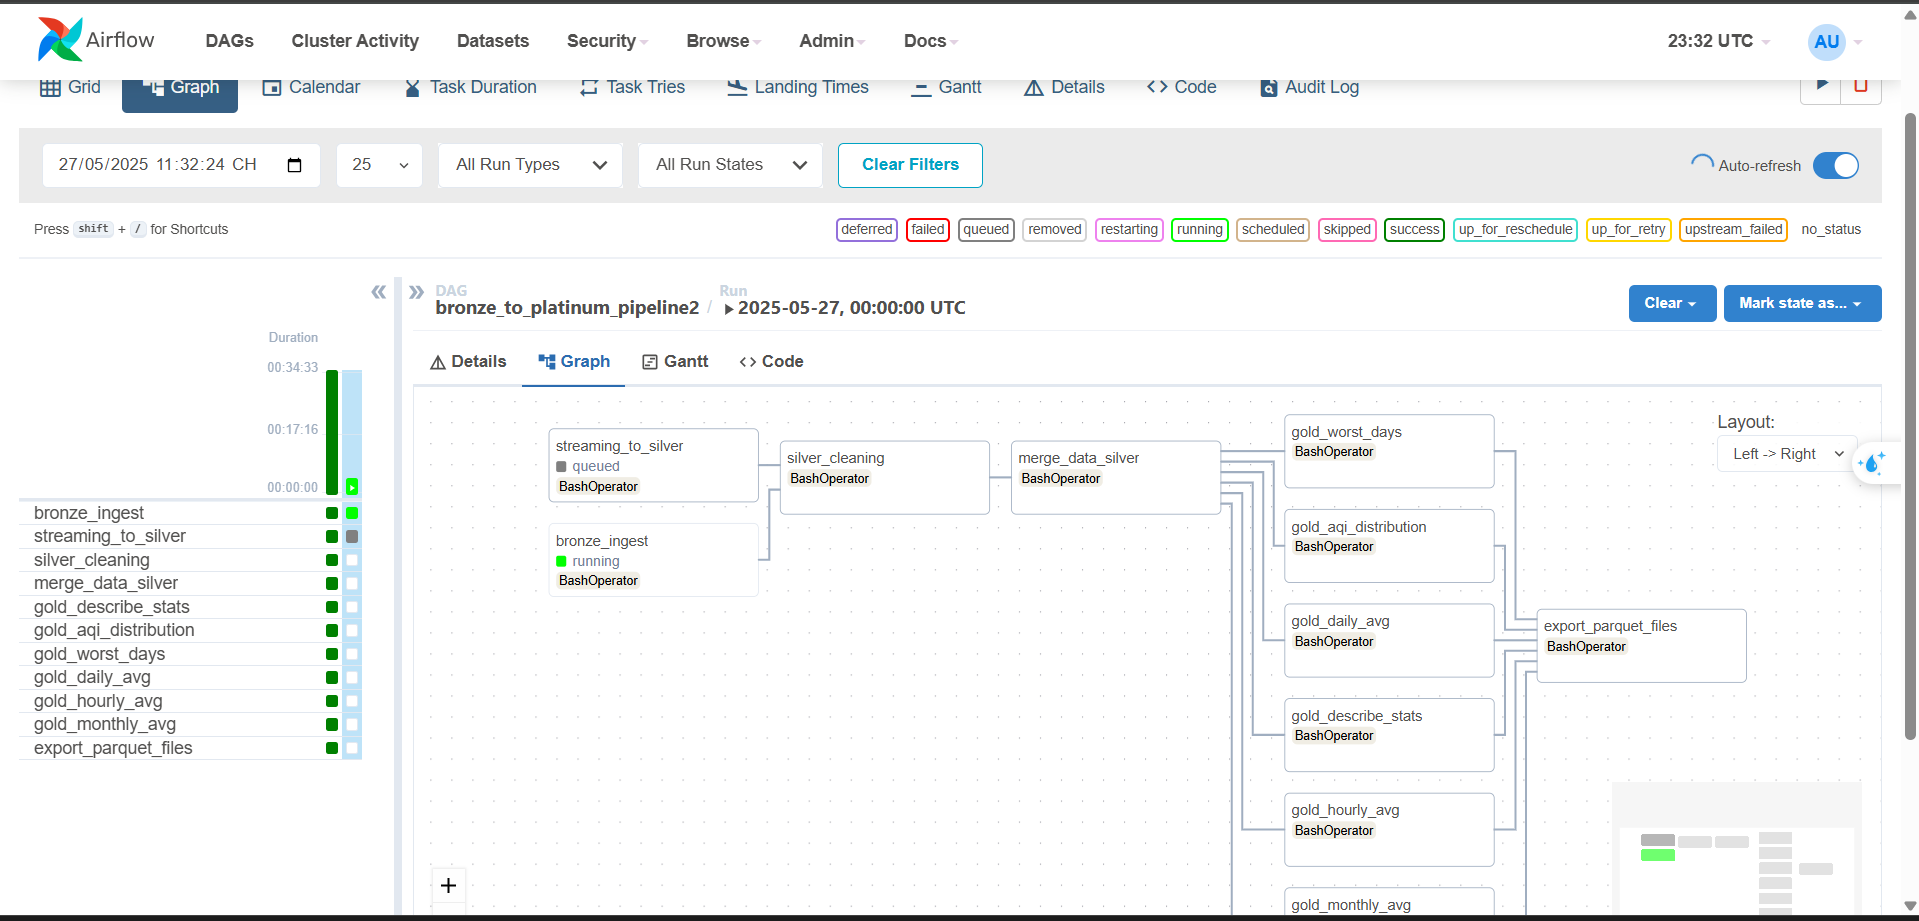 Airflow DAGs Cluster Activity Datasets Security Browse Admin Docs 23:32 UTC AU
Grid Graph Calendar Task Duration Task Tries Landing Times Gantt Details Code Audit Log
27/05/2025 11:32:24 CH 25 All Run Types All Run States Clear Filters Auto-refresh
Press shift + / for Shortcuts deferred failed queued removed restarting running scheduled skipped success up_for_reschedule up_for_retry upstream_failed no_status
DAG Run
bronze_to_platinum_pipeline2 / 2025-05-27, 00:00:00 UTC Clear Mark state as...
Details Graph Gantt Code
Duration
00:34:33
00:17:16
00:00:00
bronze_ingest
streaming_to_silver
silver_cleaning
merge_data_silver
gold_describe_stats
gold_aqi_distribution
gold_worst_days
gold_daily_avg
gold_hourly_avg
gold_monthly_avg
export_parquet_files
streaming_to_silver
queued
BashOperator
bronze_ingest
running
BashOperator
silver_cleaning
BashOperator
merge_data_silver
BashOperator
gold_worst_days
BashOperator
gold_aqi_distribution
BashOperator
gold_daily_avg
BashOperator
gold_describe_stats
BashOperator
gold_hourly_avg
BashOperator
gold_monthly_avg
export_parquet_files
BashOperator
Layout:
Left -> Right
+